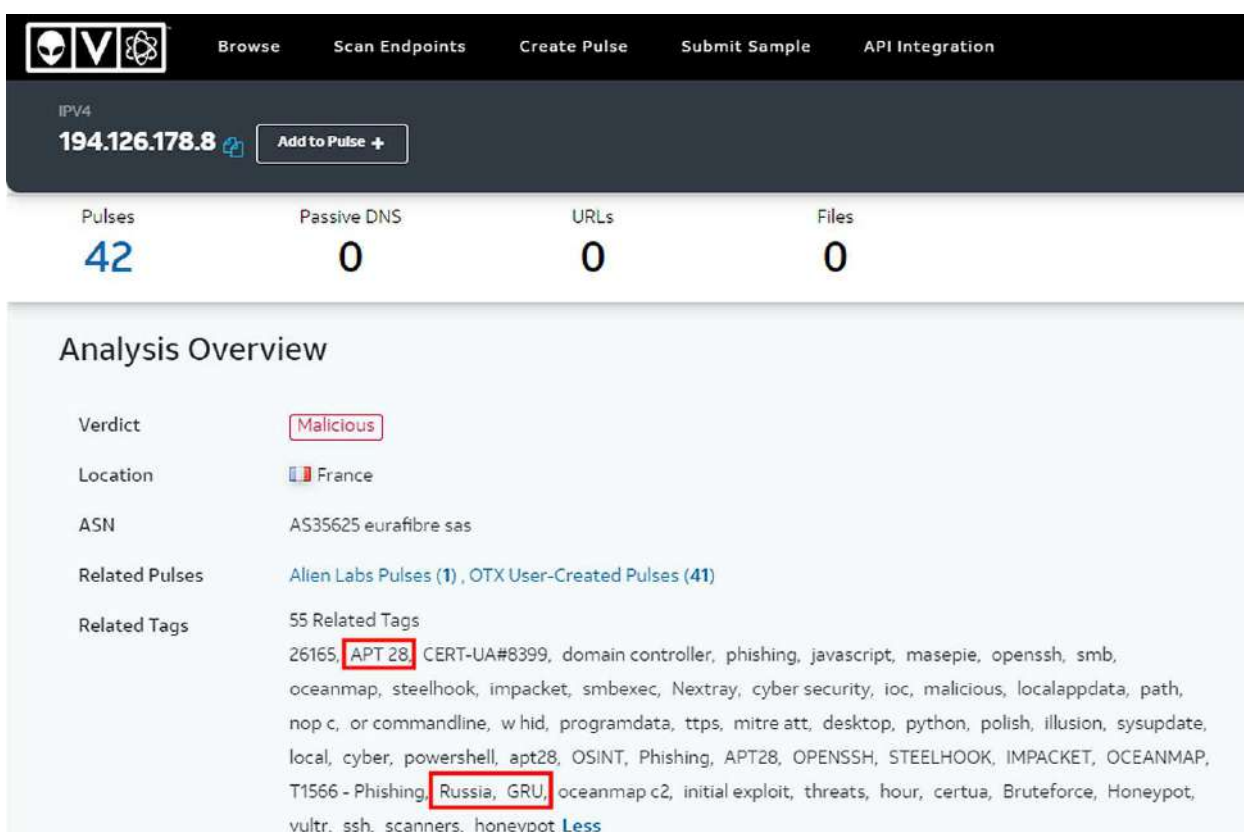 V
Browse Scan Endpoints Create Pulse Submit Sample API Integration
IPV4
194.126.178.8 Add to Pulse +
Pulses Passive DNS URLs Files
42 0 0 0
Analysis Overview
Verdict Malicious
Location France
ASN AS35625 eurafibre sas
Related Pulses Alien Labs Pulses (1) , OTX User-Created Pulses (41)
Related Tags 55 Related Tags
26165, APT 28, CERT-UA#8399, domain controller, phishing, javascript, masepie, openssh, smb,
oceanmap, steelhook, impacket, smbexec, Nextray, cyber security, ioc, malicious, localappdata, path,
nop c, or commandline, w hid, programdata, ttps, mitre att, desktop, python, polish, illusion, sysupdate,
local, cyber, powershell, apt28, OSINT, Phishing, APT28, OPENSSH, STEELHOOK, IMPACKET, OCEANMAP,
T1566 - Phishing, Russia, GRU, oceanmap c2, initial exploit, threats, hour, certua, Bruteforce, Honeypot,
vultr, ssh, scanners, honeypot Less